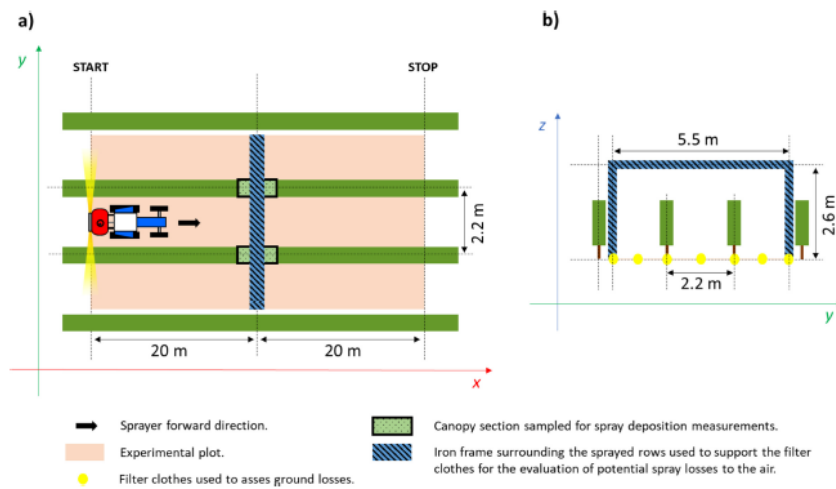 a)
b)
y
START
STOP
2.2 m
20 m
20 m
x
z
5.5 m
2.6 m
2.2 m
y
Sprayer forward direction.
Experimental plot.
Filter clothes used to asses ground losses.
Canopy section sampled for spray deposition measurements.
Iron frame surrounding the sprayed rows used to support the filter
clothes for the evaluation of potential spray losses to the air.